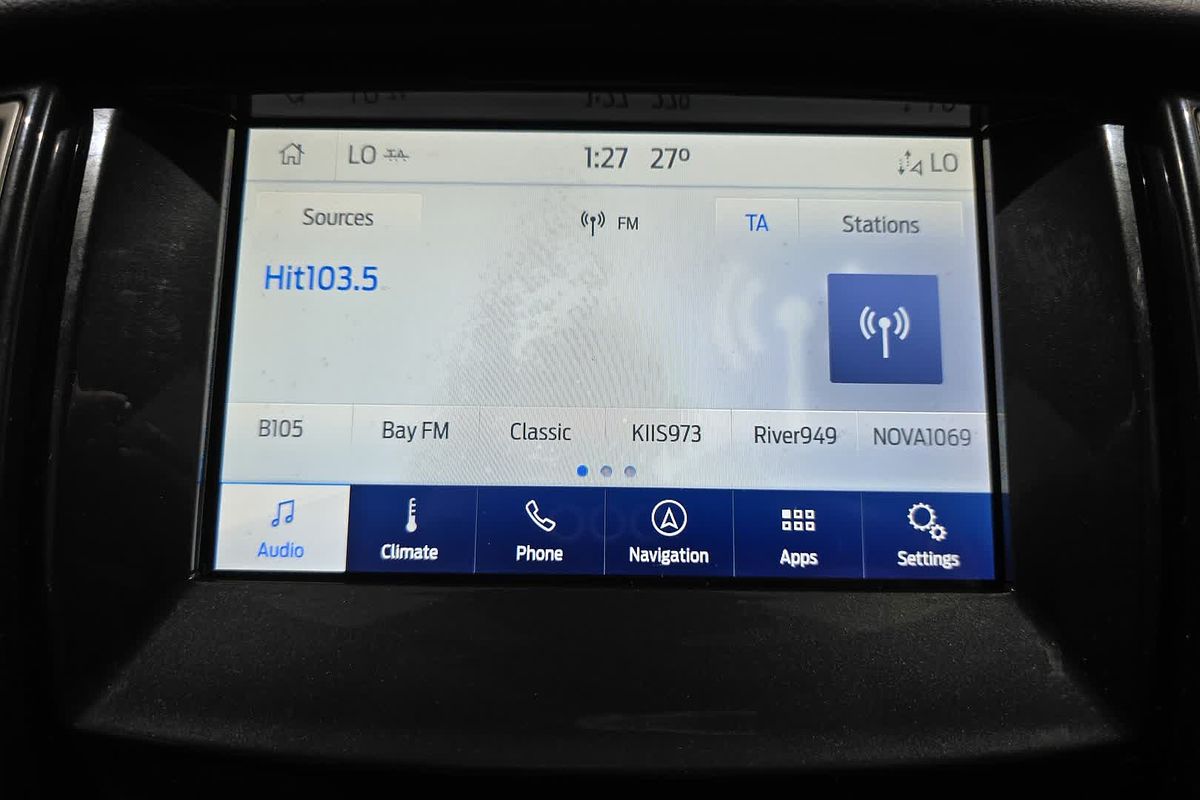 LO 1:27 27º LO
Sources FM TA Stations
Hit103.5
B105 Bay FM Classic KIIS973 River949 NOVA1069
Audio Climate Phone Navigation Apps Settings